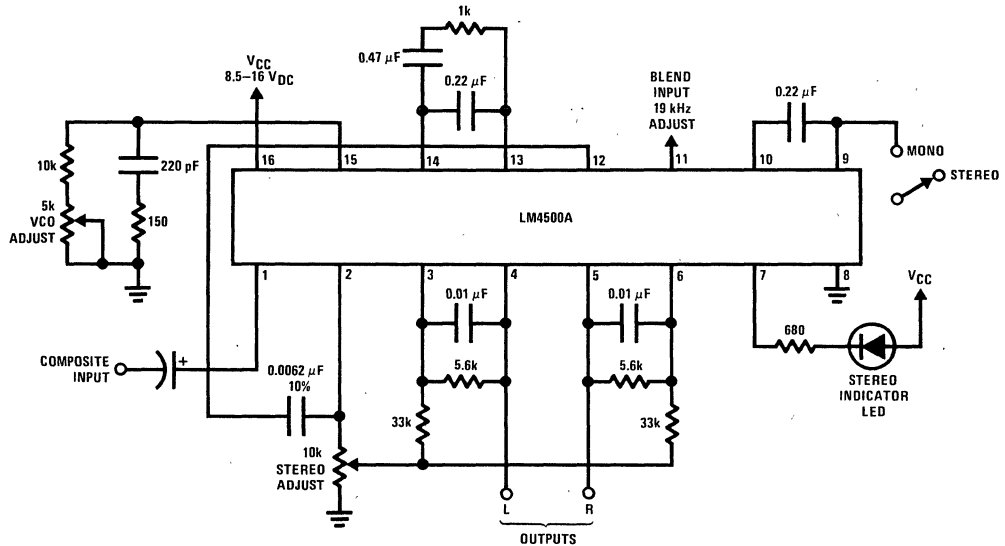 1k
0.47 µF
VCC
8.5–16 VDC
0.22 µF
BLEND
INPUT
19 kHz
ADJUST
0.22 µF
MONO
STEREO
10k
220 pF
5k
VCO
ADJUST
150
16
15
14
13
12
11
10
9
LM4500A
1
2
3
4
5
6
7
8
VCC
0.01 µF
0.01 µF
680
COMPOSITE
INPUT
+
0.0062 µF
10%
5.6k
5.6k
STEREO
INDICATOR
LED
33k
33k
10k
STEREO
ADJUST
L
R
OUTPUTS